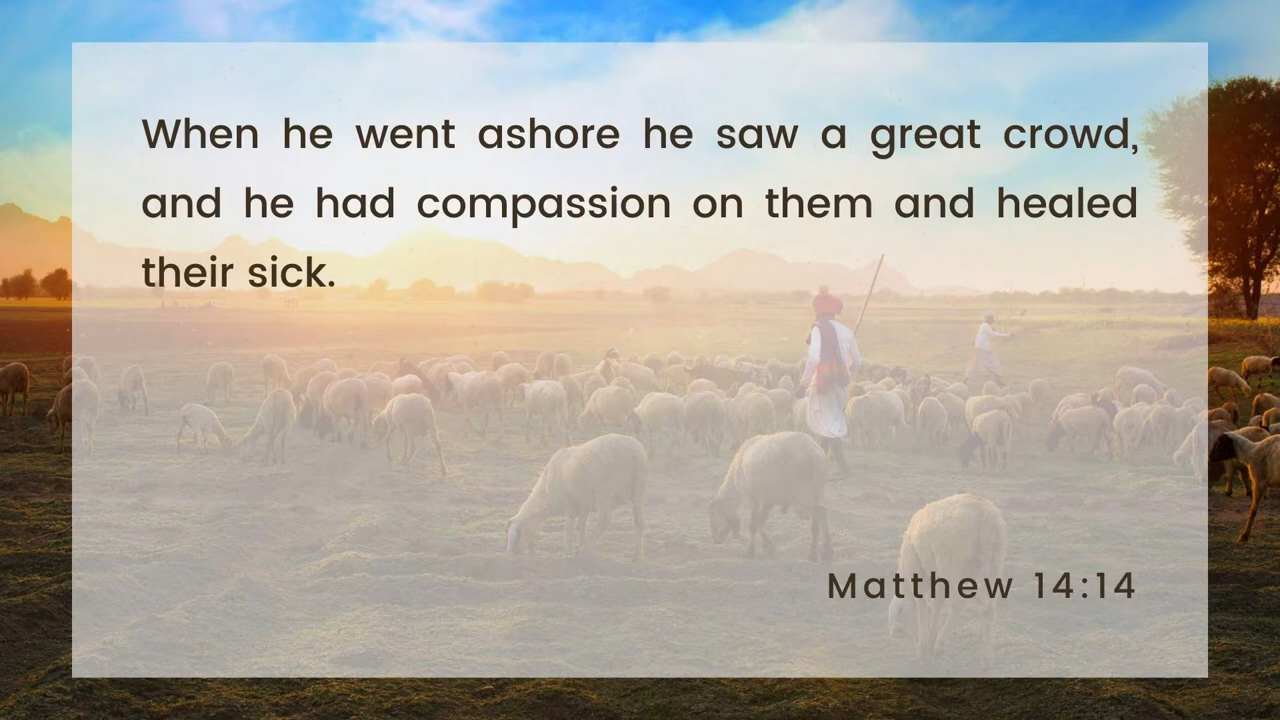 When he went ashore he saw a great crowd,
and he had compassion on them and healed
their sick.
Matthew 14:14